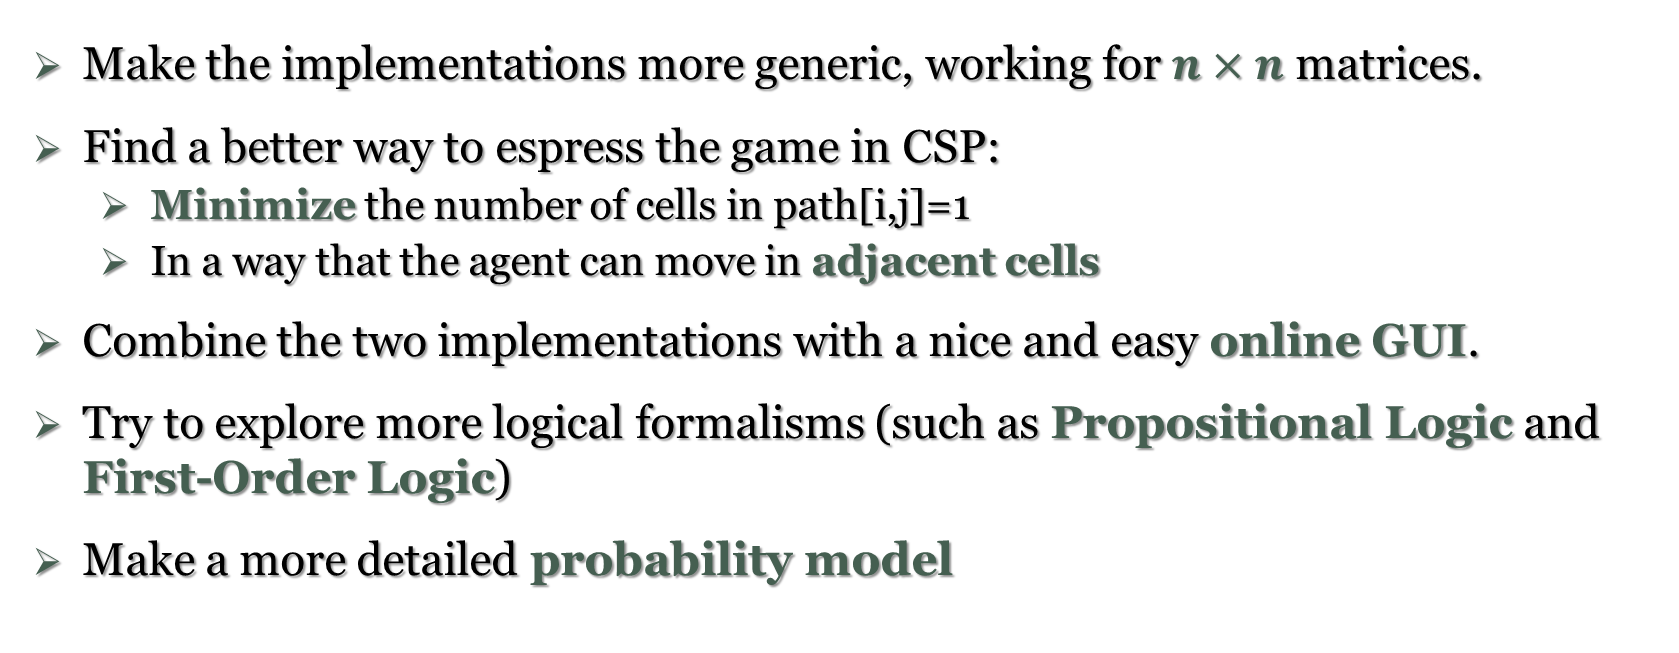 ➢ Make the implementations more generic, working for n × n matrices.
➢ Find a better way to espress the game in CSP:
➢ Minimize the number of cells in path[i,j]=1
➢ In a way that the agent can move in adjacent cells
➢ Combine the two implementations with a nice and easy online GUI.
➢ Try to explore more logical formalisms (such as Propositional Logic and
First-Order Logic)
➢ Make a more detailed probability model